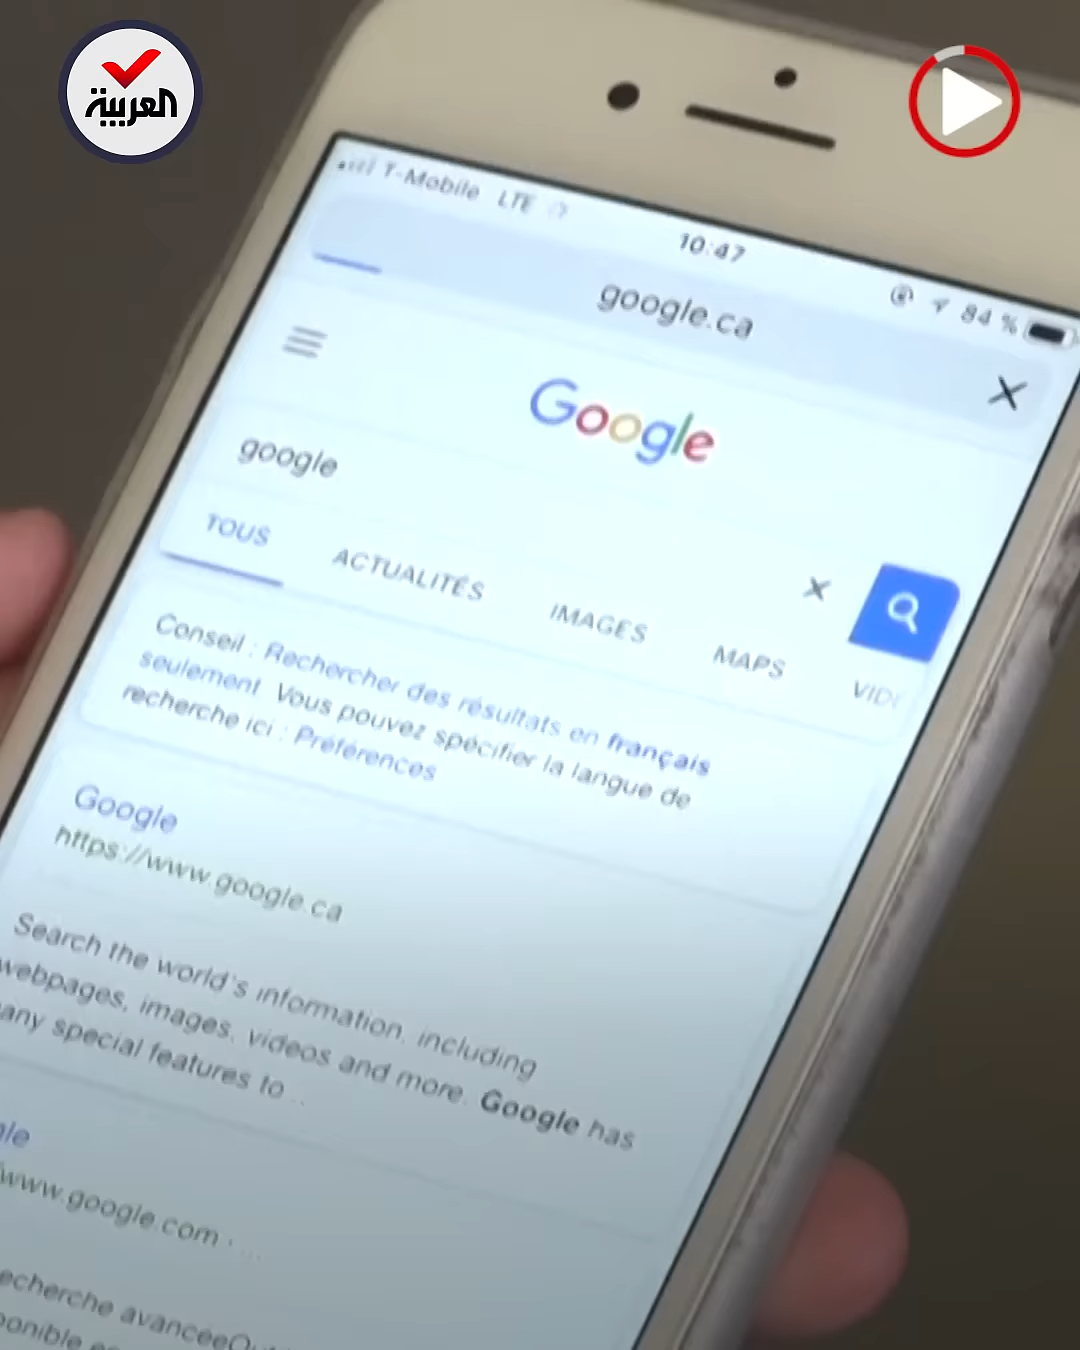 العربية
T-Mobile LTE
10:47
84 %
google.ca
Google
google
TOUS ACTUALITÉS IMAGES MAPS
Conseil : Rechercher des résultats en français
seulement. Vous pouvez spécifier la langue de
recherche ici : Préférences
Google
https://www.google.ca
Search the world's information, including
webpages, images, videos and more. Google has
any special features to ...
www.google.com